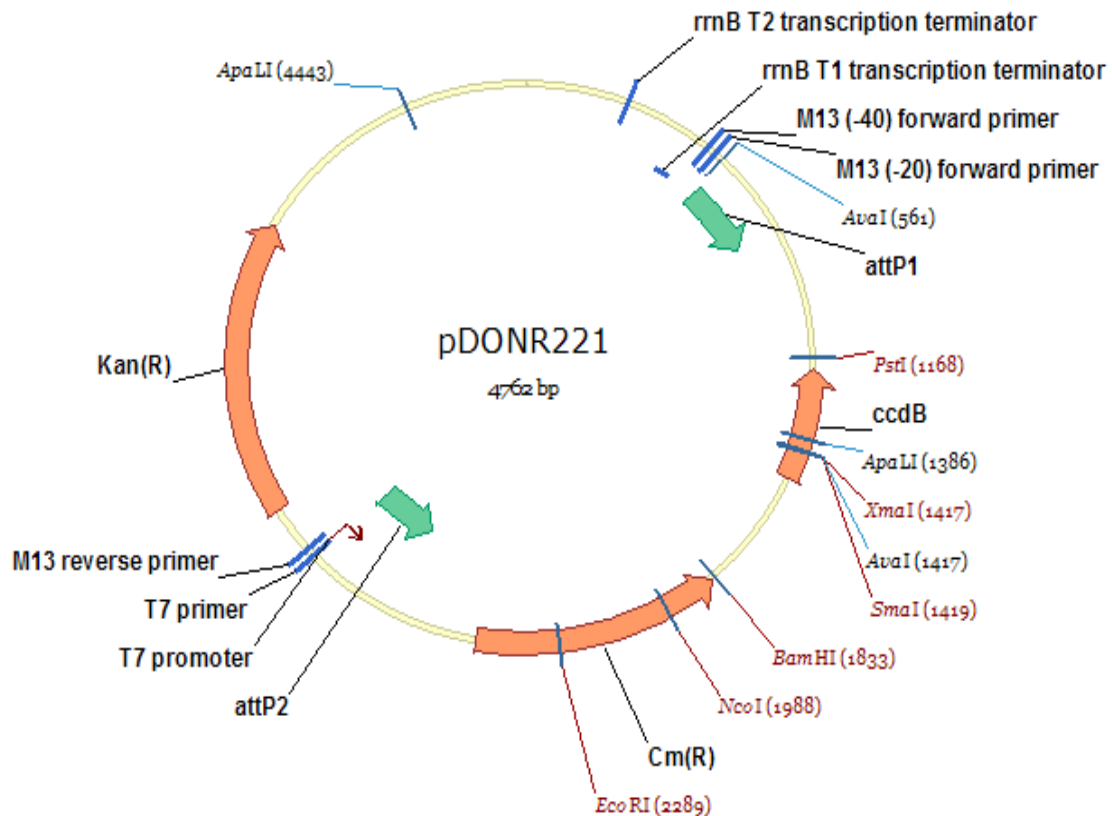 rrnB T2 transcription terminator
ApaLI (4443)
rrnB T1 transcription terminator
M13 (-40) forward primer
M13 (-20) forward primer
AvaI (561)
attP1
pDONR221
4762 bp
Kan(R)
PstI (1168)
ccdB
ApaLI (1386)
XmaI (1417)
AvaI (1417)
SmaI (1419)
M13 reverse primer
T7 primer
T7 promoter
attP2
BamHI (1833)
NcoI (1988)
Cm(R)
EcoRI (2289)